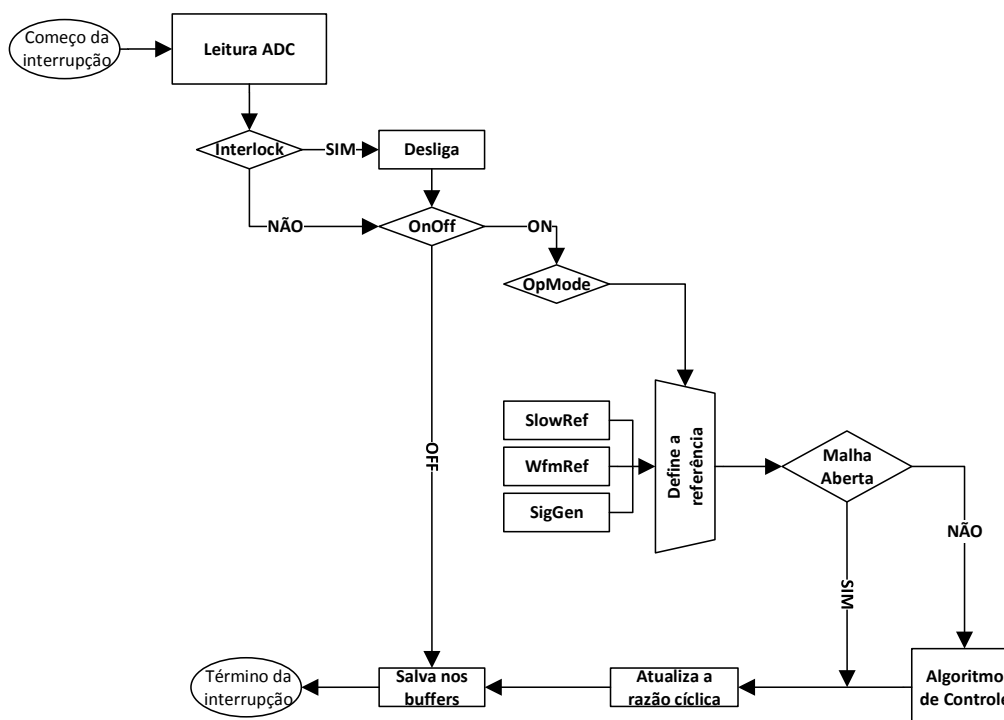 Começo da
interrupção
Leitura ADC
Interlock
SIM
Desliga
NÃO
OnOff
ON
OpMode
OFF
SlowRef
WfmRef
SigGen
Define a
referência
Malha
Aberta
NÃO
SIM
Término da
interrupção
Salva nos
buffers
Atualiza a
razão cíclica
Algoritmo
de Controle